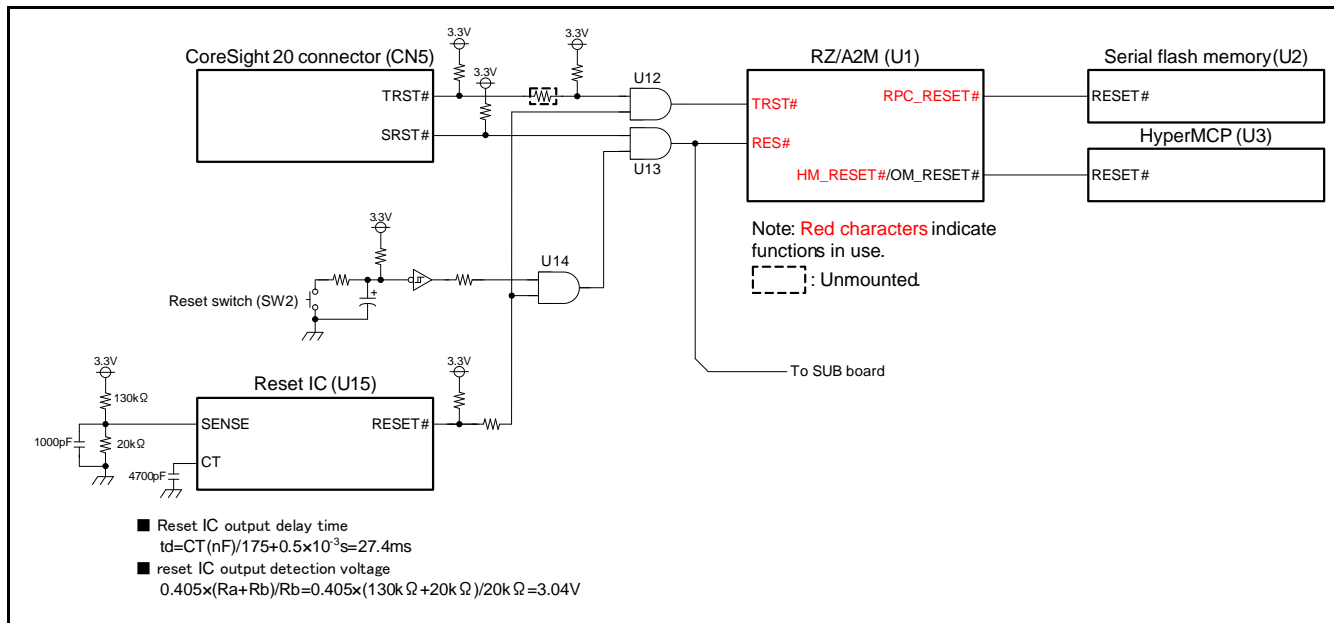 3.3V
3.3V
CoreSight 20 connector (CN5)
3.3V
U12
RZ/A2M (U1)
Serial flash memory(U2)
TRST#
TRST#
RPC_RESET#
RESET#
SRST#
RES#
HyperMCP (U3)
U13
HM_RESET#/OM_RESET#
RESET#
3.3V
Note: Red characters indicate
functions in use.
: Unmounted.
U14
Reset switch (SW2)
+
To SUB board
3.3V
3.3V
Reset IC (U15)
130kΩ
SENSE
RESET#
1000pF
20kΩ
CT
4700pF
■ Reset IC output delay time
td=CT(nF)/175+0.5×10⁻³s=27.4ms
■ reset IC output detection voltage
0.405×(Ra+Rb)/Rb=0.405×(130kΩ+20kΩ)/20kΩ=3.04V